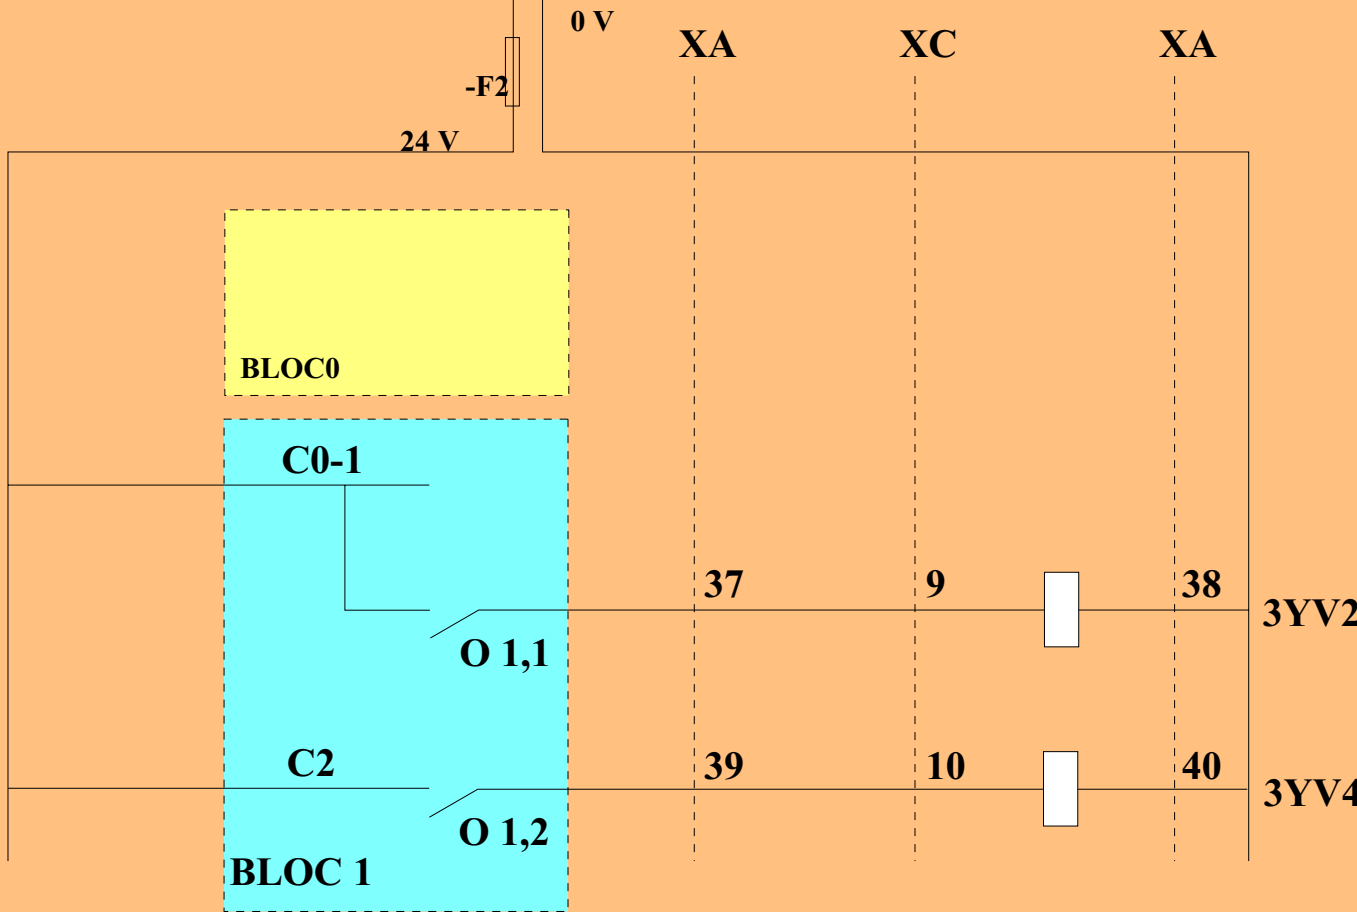 0 V
XA XC XA
-F2
24 V
BLOC0
C0-1
37 9 38
3YV2
O 1,1
C2
39 10 40
3YV4
O 1,2
BLOC 1